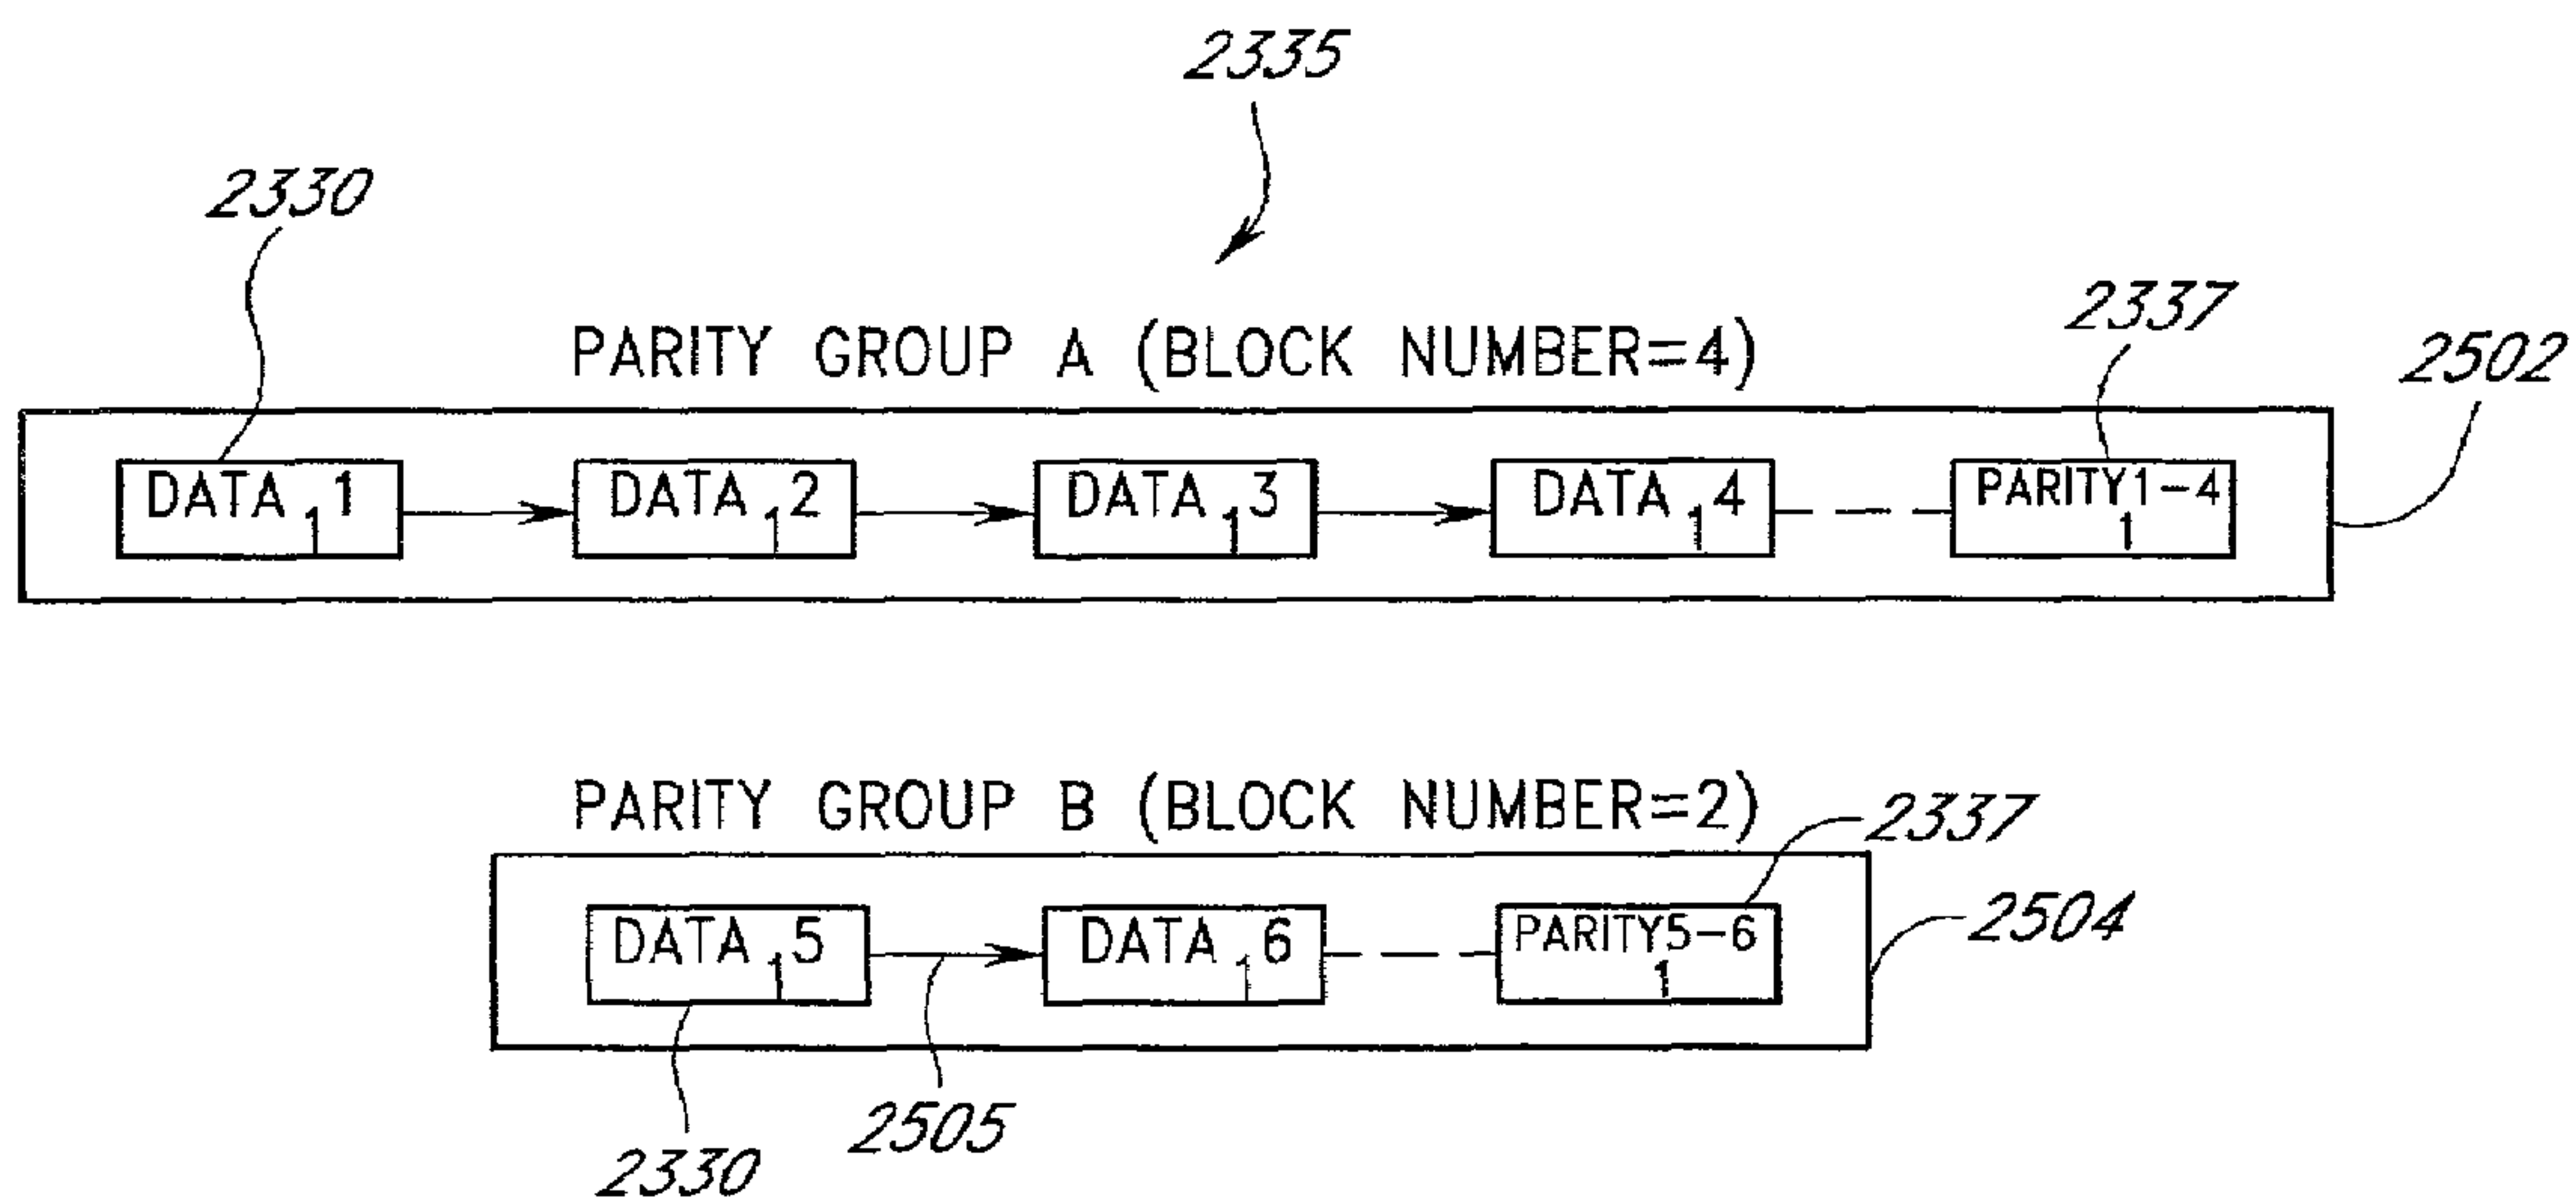 2335
2330
2337
2502
PARITY GROUP A (BLOCK NUMBER=4)
DATA 1 1
DATA 1 2
DATA 1 3
DATA 1 4
PARITY1-4
1
PARITY GROUP B (BLOCK NUMBER=2)
2337
2504
DATA 1 5
DATA 1 6
PARITY5-6
1
2505
2330